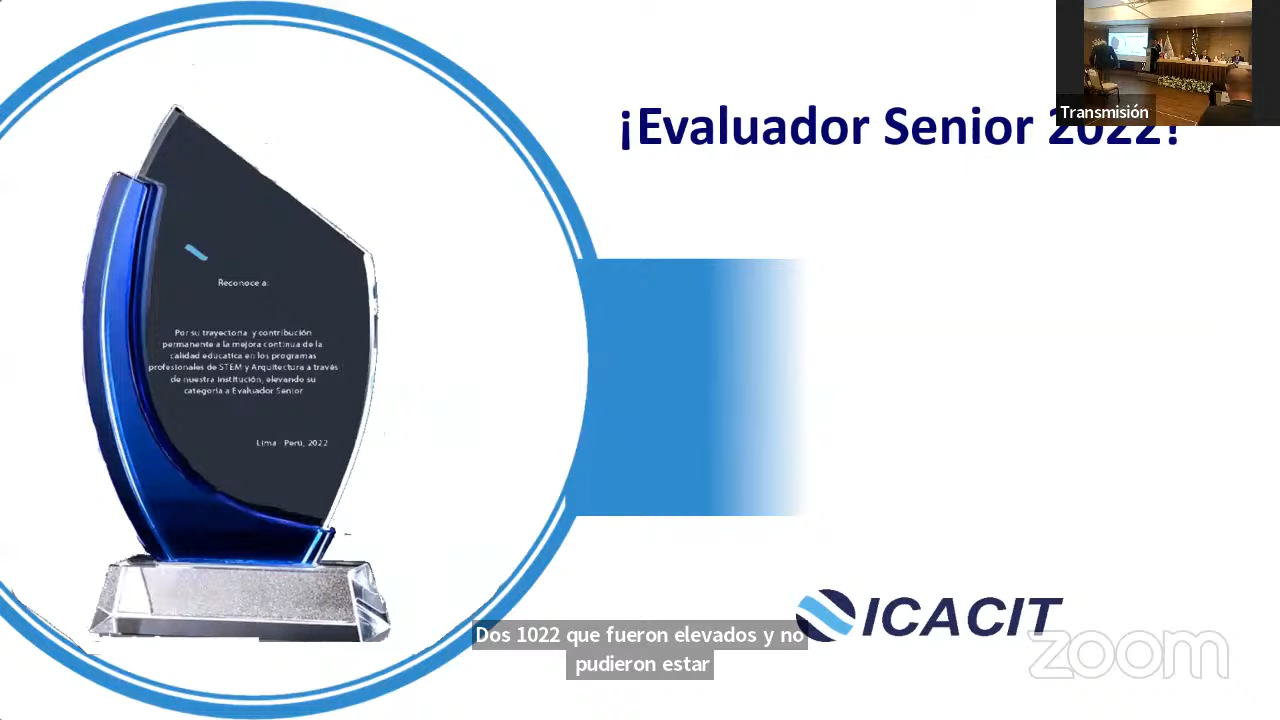 ¡Evaluador Senior 2022!
Transmisión
Reconoce a:
Por su trayectoria y contribución
permanente a la mejora continua de la
calidad educativa en los programas
profesionales de STEM y Arquitectura a través
de nuestra institución, elevando su
categoría a Evaluador Senior
Lima - Perú, 2022
ICACIT
zoom
Dos 1022 que fueron elevados y no
pudieron estar